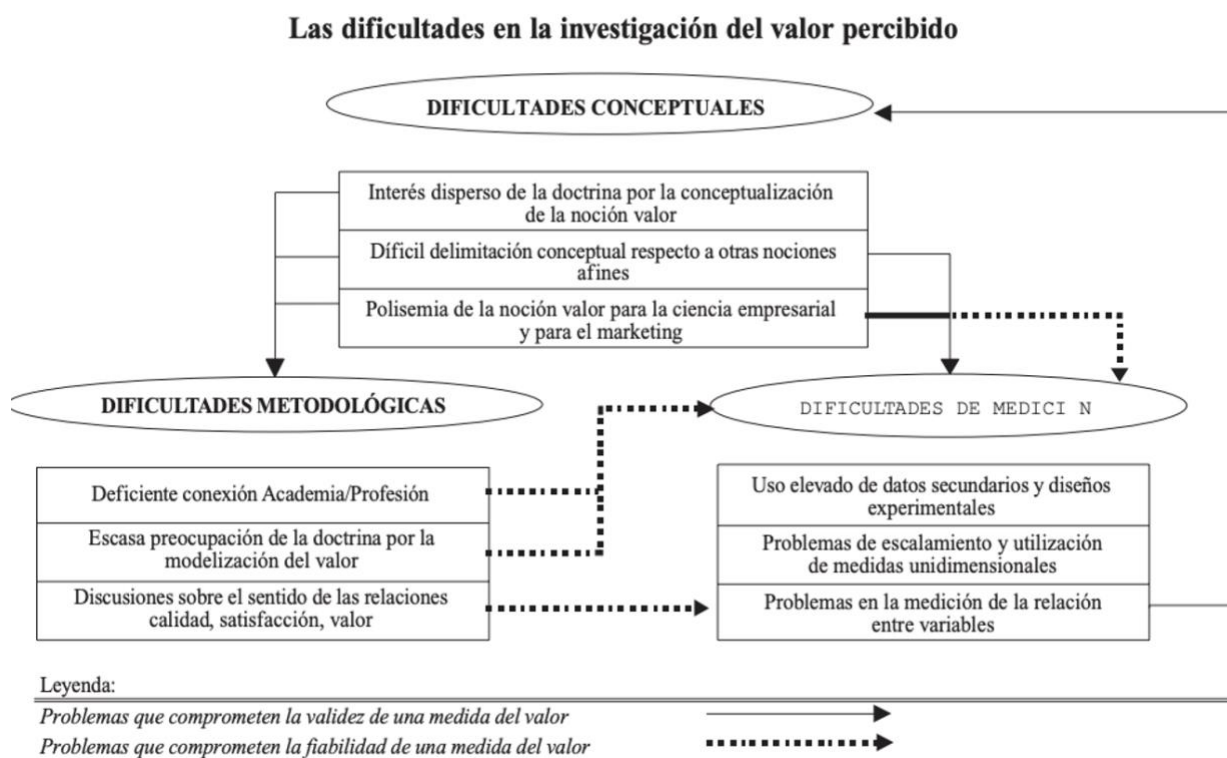 Las dificultades en la investigación del valor percibido
DIFICULTADES CONCEPTUALES
Interés disperso de la doctrina por la conceptualización
de la noción valor
Díficil delimitación conceptual respecto a otras nociones
afines
Polisemia de la noción valor para la ciencia empresarial
y para el marketing
DIFICULTADES METODOLÓGICAS
DIFICULTADES DE MEDICI N
Deficiente conexión Academia/Profesión
Escasa preocupación de la doctrina por la
modelización del valor
Discusiones sobre el sentido de las relaciones
calidad, satisfacción, valor
Uso elevado de datos secundarios y diseños
experimentales
Problemas de escalamiento y utilización
de medidas unidimensionales
Problemas en la medición de la relación
entre variables
Leyenda:
Problemas que comprometen la validez de una medida del valor
Problemas que comprometen la fiabilidad de una medida del valor